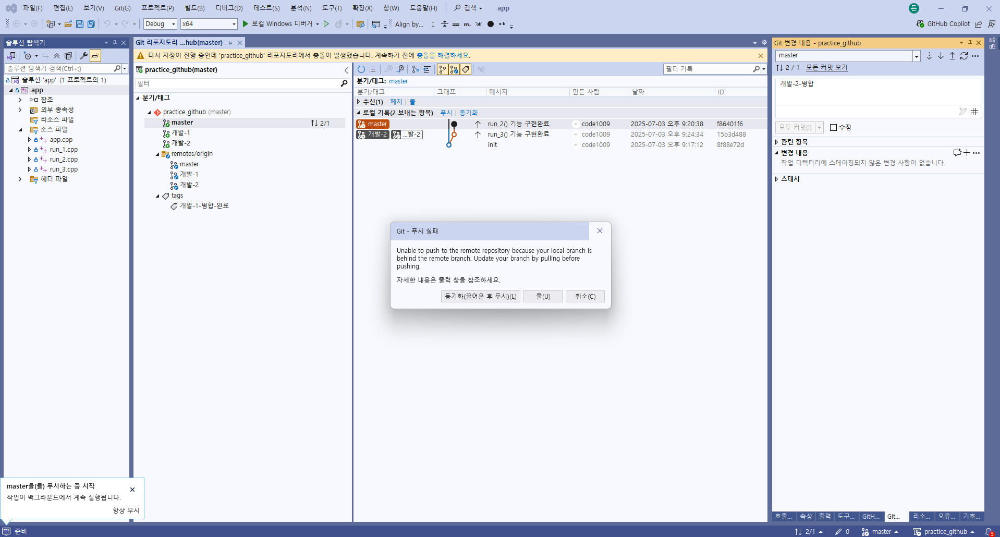 파일(F) 편집(E) 보기(V) Git(G) 프로젝트(P) 빌드(B) 디버그(D) 테스트(S) 분석(N) 도구(T) 확장(X) 창(W) 도움말(H) 검색 app
Debug x64 로컬 Windows 디버거 Align by... GitHub Copilot
솔루션 탐색기
솔루션 탐색기 검색(Ctrl+;)
솔루션 'app' (1 프로젝트의 1)
app
참조
외부 종속성
리소스 파일
소스 파일
app.cpp
run_1.cpp
run_2.cpp
run_3.cpp
헤더 파일
Git 리포지토리 ...hub(master)
다시 지정이 진행 중인데 'practice_github' 리포지토리에서 충돌이 발생했습니다. 계속하기 전에 충돌을 해결하세요.
practice_github(master)
필터
분기/태그
practice_github (master)
master 2/1
개발-1
개발-2
remotes/origin
master
개발-1
개발-2
tags
개발-1-병합-완료
필터 기록
분기/태그: master
분기/태그 그래프 메시지 만든 사람 날짜 ID
수신(1) 페치 | 풀
로컬 기록(2 보내는 항목) 푸시 | 동기화
master run_2() 기능 구현완료 code1009 2025-07-03 오후 9:20:38 f86401f6
개발-2 ...발-2 run_3() 기능 구현완료 code1009 2025-07-03 오후 9:24:34 15b3d488
init code1009 2025-07-03 오후 9:17:12 8f88e72d
Git - 푸시 실패
Unable to push to the remote repository because your local branch is
behind the remote branch. Update your branch by pulling before
pushing.
자세한 내용은 출력 창을 참조하세요.
동기화(끌어온 후 푸시)(L) 풀(U) 취소(C)
Git 변경 내용 - practice_github
master
2 / 1 모든 커밋 보기
개발-2-병합
모두 커밋(I) 수정
관련 항목
변경 내용
작업 디렉터리에 스테이징되지 않은 변경 사항이 없습니다.
스태시
알림
호출... 속성 출력 도구... GitH... Git... 리소... 오류... 기호...
master을(를) 푸시하는 중 시작
작업이 백그라운드에서 계속 실행됩니다.
항상 무시
준비 2/1 0 master practice_github 3